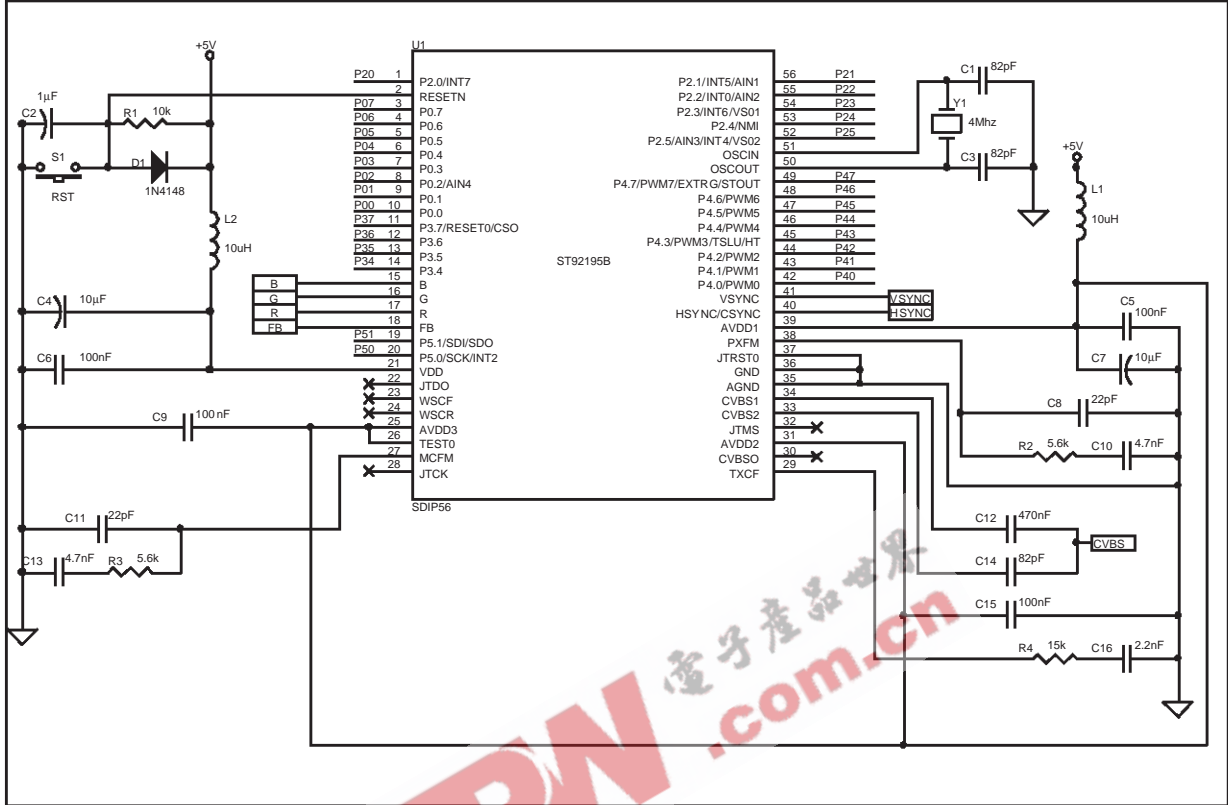 U1
+5V
1µF
C2
R1
10k
S1
RST
D1
1N4148
L2
10uH
C4
10µF
C6
100nF
C9
100nF
C11
22pF
C13
4.7nF
R3
5.6k
B
G
R
FB
P20 1 P2.0/INT7
2 RESETN
P07 3 P0.7
P06 4 P0.6
P05 5 P0.5
P04 6 P0.4
P03 7 P0.3
P02 8 P0.2/AIN4
P01 9 P0.1
P00 10 P0.0
P37 11 P3.7/RESET0/CSO
P36 12 P3.6
P35 13 P3.5
P34 14 P3.4
15 B
16 G
17 R
18 FB
P51 19 P5.1/SDI/SDO
P50 20 P5.0/SCK/INT2
21 VDD
22 JTDO
23 WSCF
24 WSCR
25 AVDD3
26 TEST0
27 MCFM
28 JTCK
SDIP56
ST92195B
P2.1/INT5/AIN1 56 P21
P2.2/INT0/AIN2 55 P22
P2.3/INT6/VS01 54 P23
P2.4/NMI 53 P24
P2.5/AIN3/INT4/VS02 52 P25
OSCIN 51
OSCOUT 50
P4.7/PWM7/EXTRG/STOUT 49 P47
P4.6/PWM6 48 P46
P4.5/PWM5 47 P45
P4.4/PWM4 46 P44
P4.3/PWM3/TSLU/HT 45 P43
P4.2/PWM2 44 P42
P4.1/PWM1 43 P41
P4.0/PWM0 42 P40
VSYNC 41 VSYNC
HSYNC/CSYNC 40 HSYNC
AVDD1 39
PXFM 38
JTRST0 37
GND 36
AGND 35
CVBS1 34
CVBS2 33
JTMS 32
AVDD2 31
CVBSO 30
TXCF 29
C1
82pF
Y1
4Mhz
C3
82pF
+5V
L1
10uH
C5
100nF
C7
10µF
C8
22pF
R2
5.6k
C10
4.7nF
C12
470nF
CVBS
C14
82pF
C15
100nF
R4
15k
C16
2.2nF
電子產品世界
.com.cn